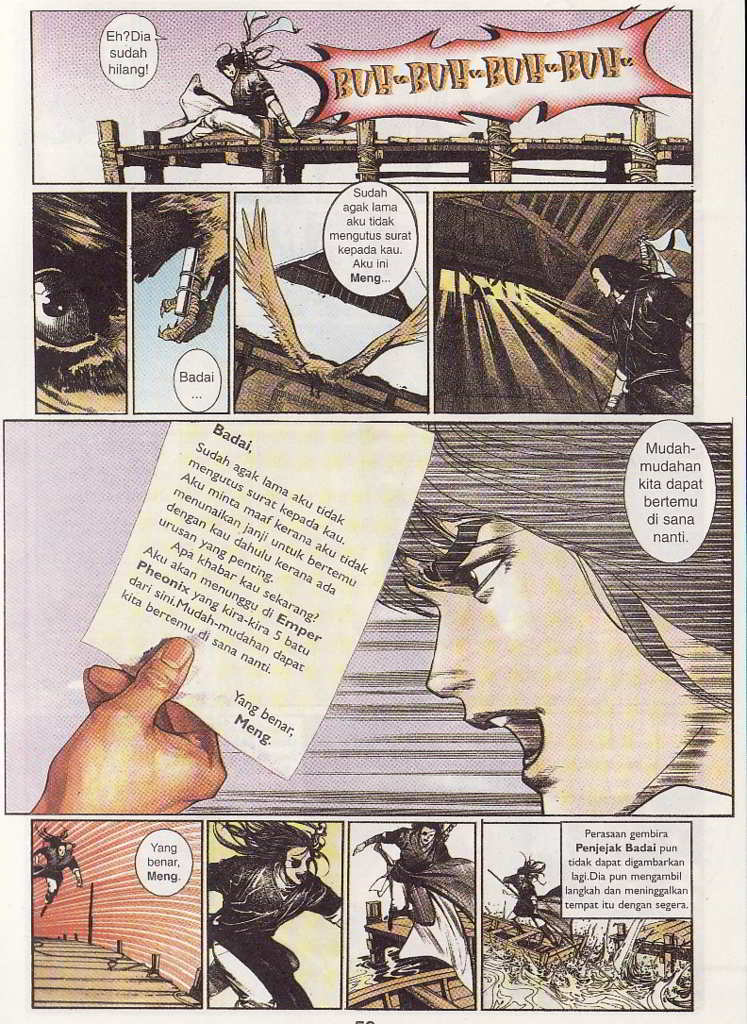 Eh?Dia
sudah
hilang!
BUH BUH BUH BUH
Sudah
agak lama
aku tidak
mengutus surat
kepada kau.
Aku ini
Meng...
Badai
...
Badai,
Sudah agak lama aku tidak
mengutus surat kepada kau.
Aku minta maaf kerana aku tidak
menunaikan janji untuk bertemu
dengan kau dahulu kerana ada
urusan yang penting.
Apa khabar kau sekarang?
Aku akan menunggu di Emper
Pheonix yang kira-kira 5 batu
dari sini.Mudah-mudahan dapat
kita bertemu di sana nanti.
Yang benar,
Meng.
Mudah-
mudahan
kita dapat
bertemu
di sana
nanti.
Yang
benar,
Meng.
Perasaan gembira
Penjejak Badai pun
tidak dapat digambarkan
lagi.Dia pun mengambil
langkah dan meninggalkan
tempat itu dengan segera.